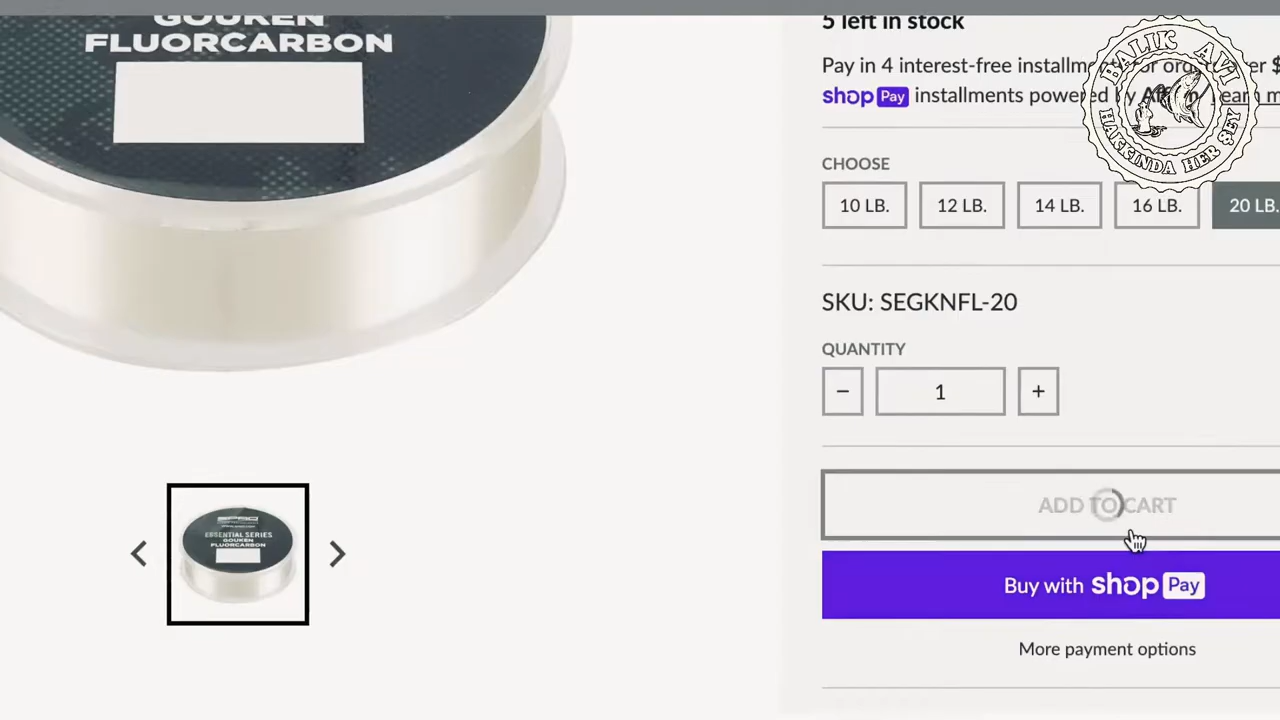 GOUKEN
FLUORCARBON
5 left in stock
Pay in 4 interest-free
shop Pay installments powered by
CHOOSE
10 LB.
12 LB.
14 LB.
16 LB.
20 LB.
SKU: SEGKNFL-20
QUANTITY
−
1
+
ADD TO CART
Buy with shop Pay
More payment options
BALIK AVI
HAKKINDA HER ŞEY
SPRO
ESSENTIAL SERIES
GOUKEN
FLUORCARBON